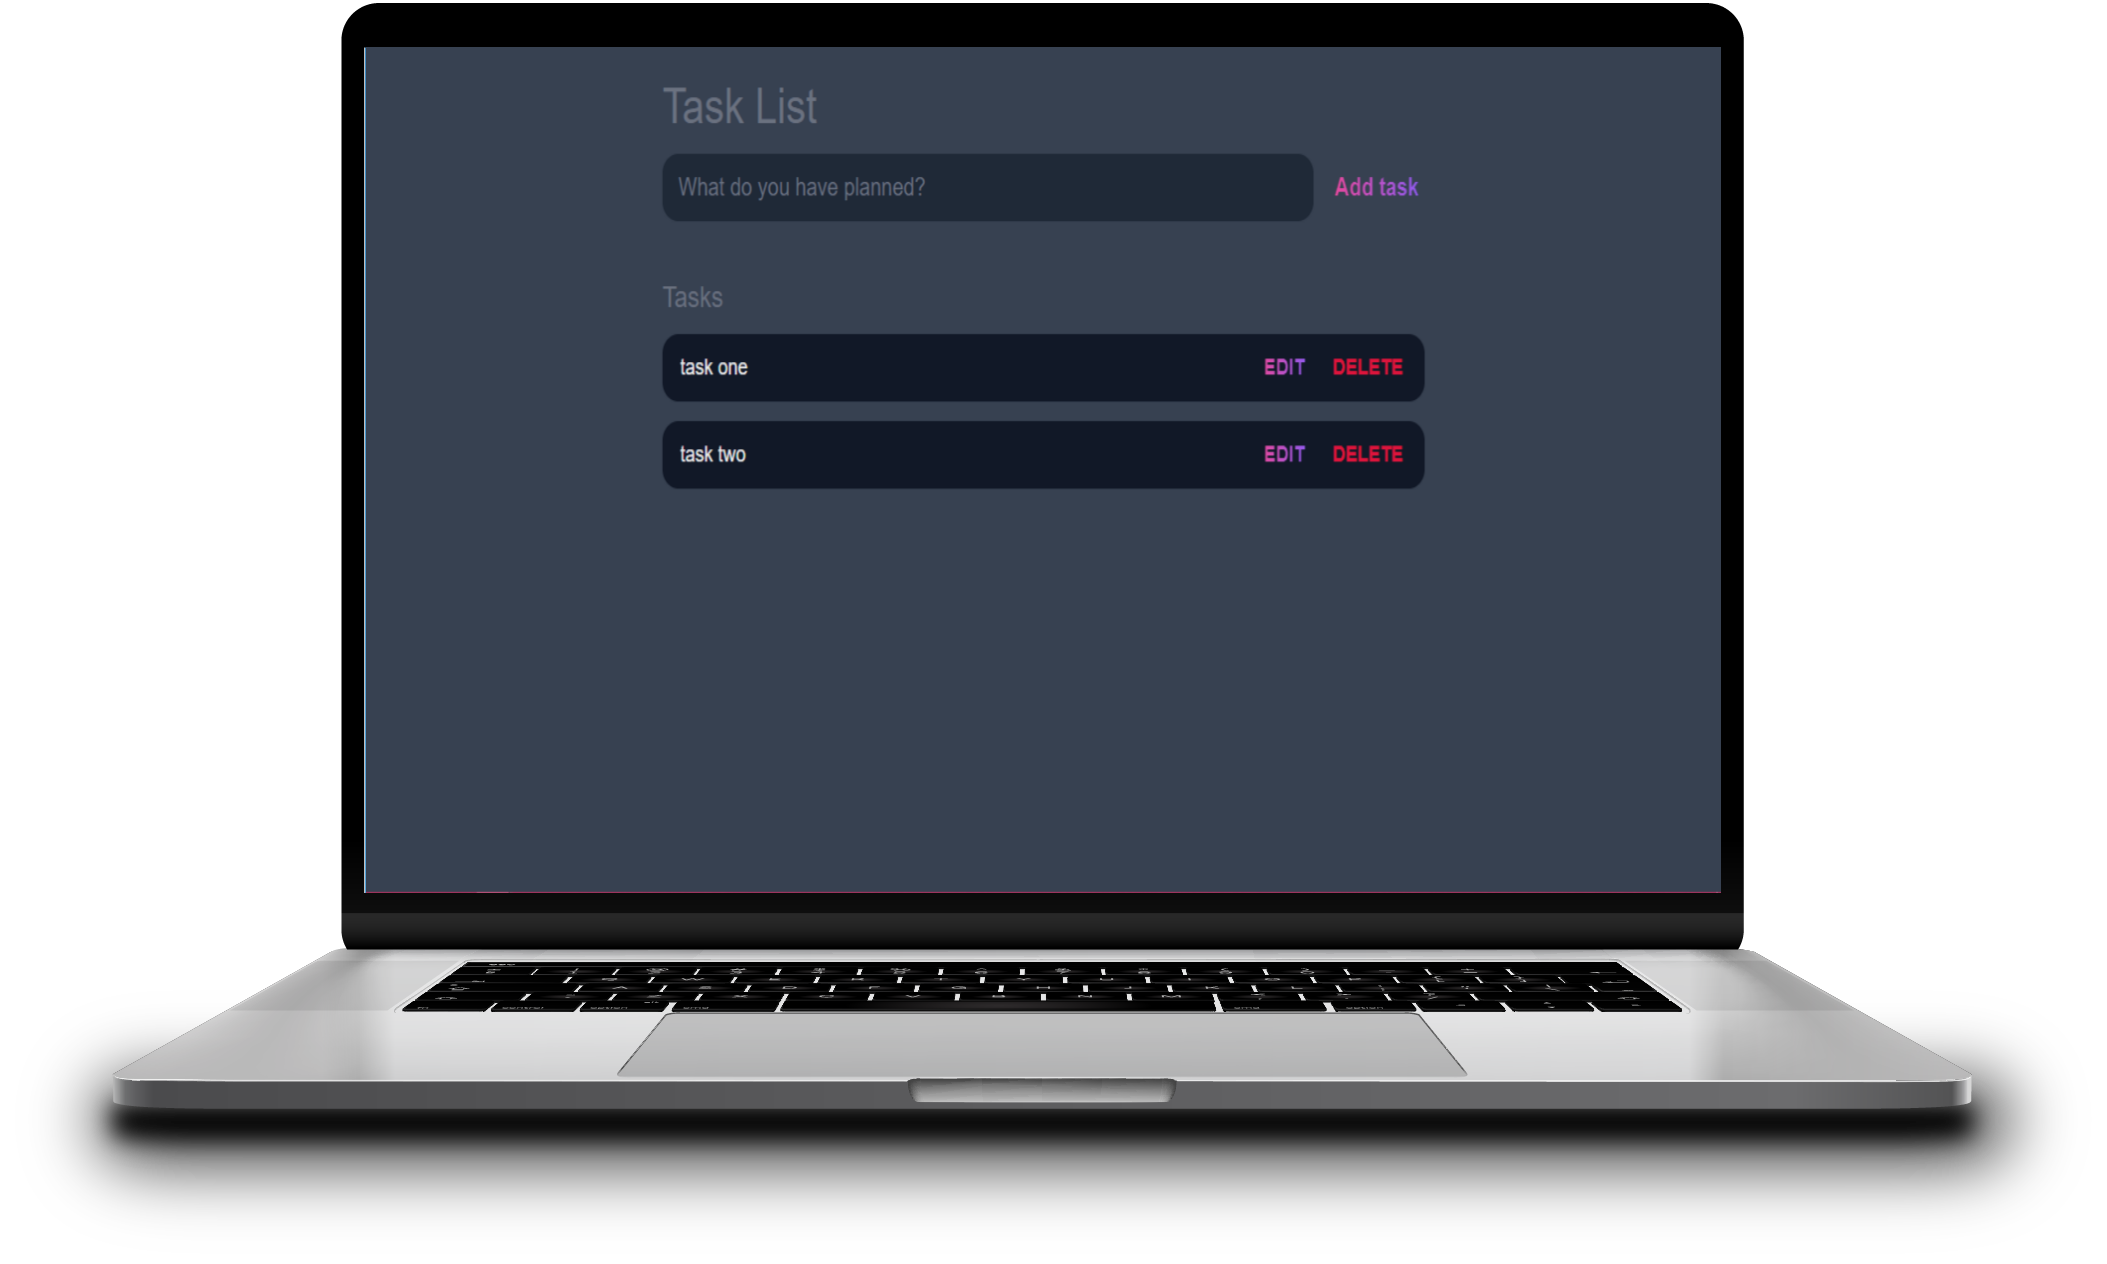 Task List
What do you have planned? Add task
Tasks
task one EDIT DELETE
task two EDIT DELETE